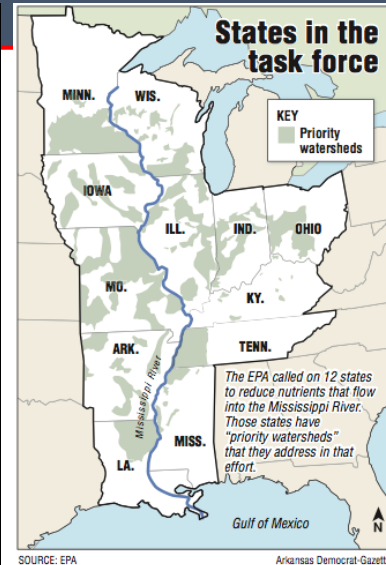 States in the
task force
KEY
Priority
watersheds
MINN.
WIS.
IOWA
ILL.
IND.
OHIO
MO.
KY.
ARK.
TENN.
Mississippi River
MISS.
LA.
The EPA called on 12 states
to reduce nutrients that flow
into the Mississippi River.
Those states have
"priority watersheds"
that they address in that
effort.
Gulf of Mexico
N
SOURCE: EPA
Arkansas Democrat-Gazett